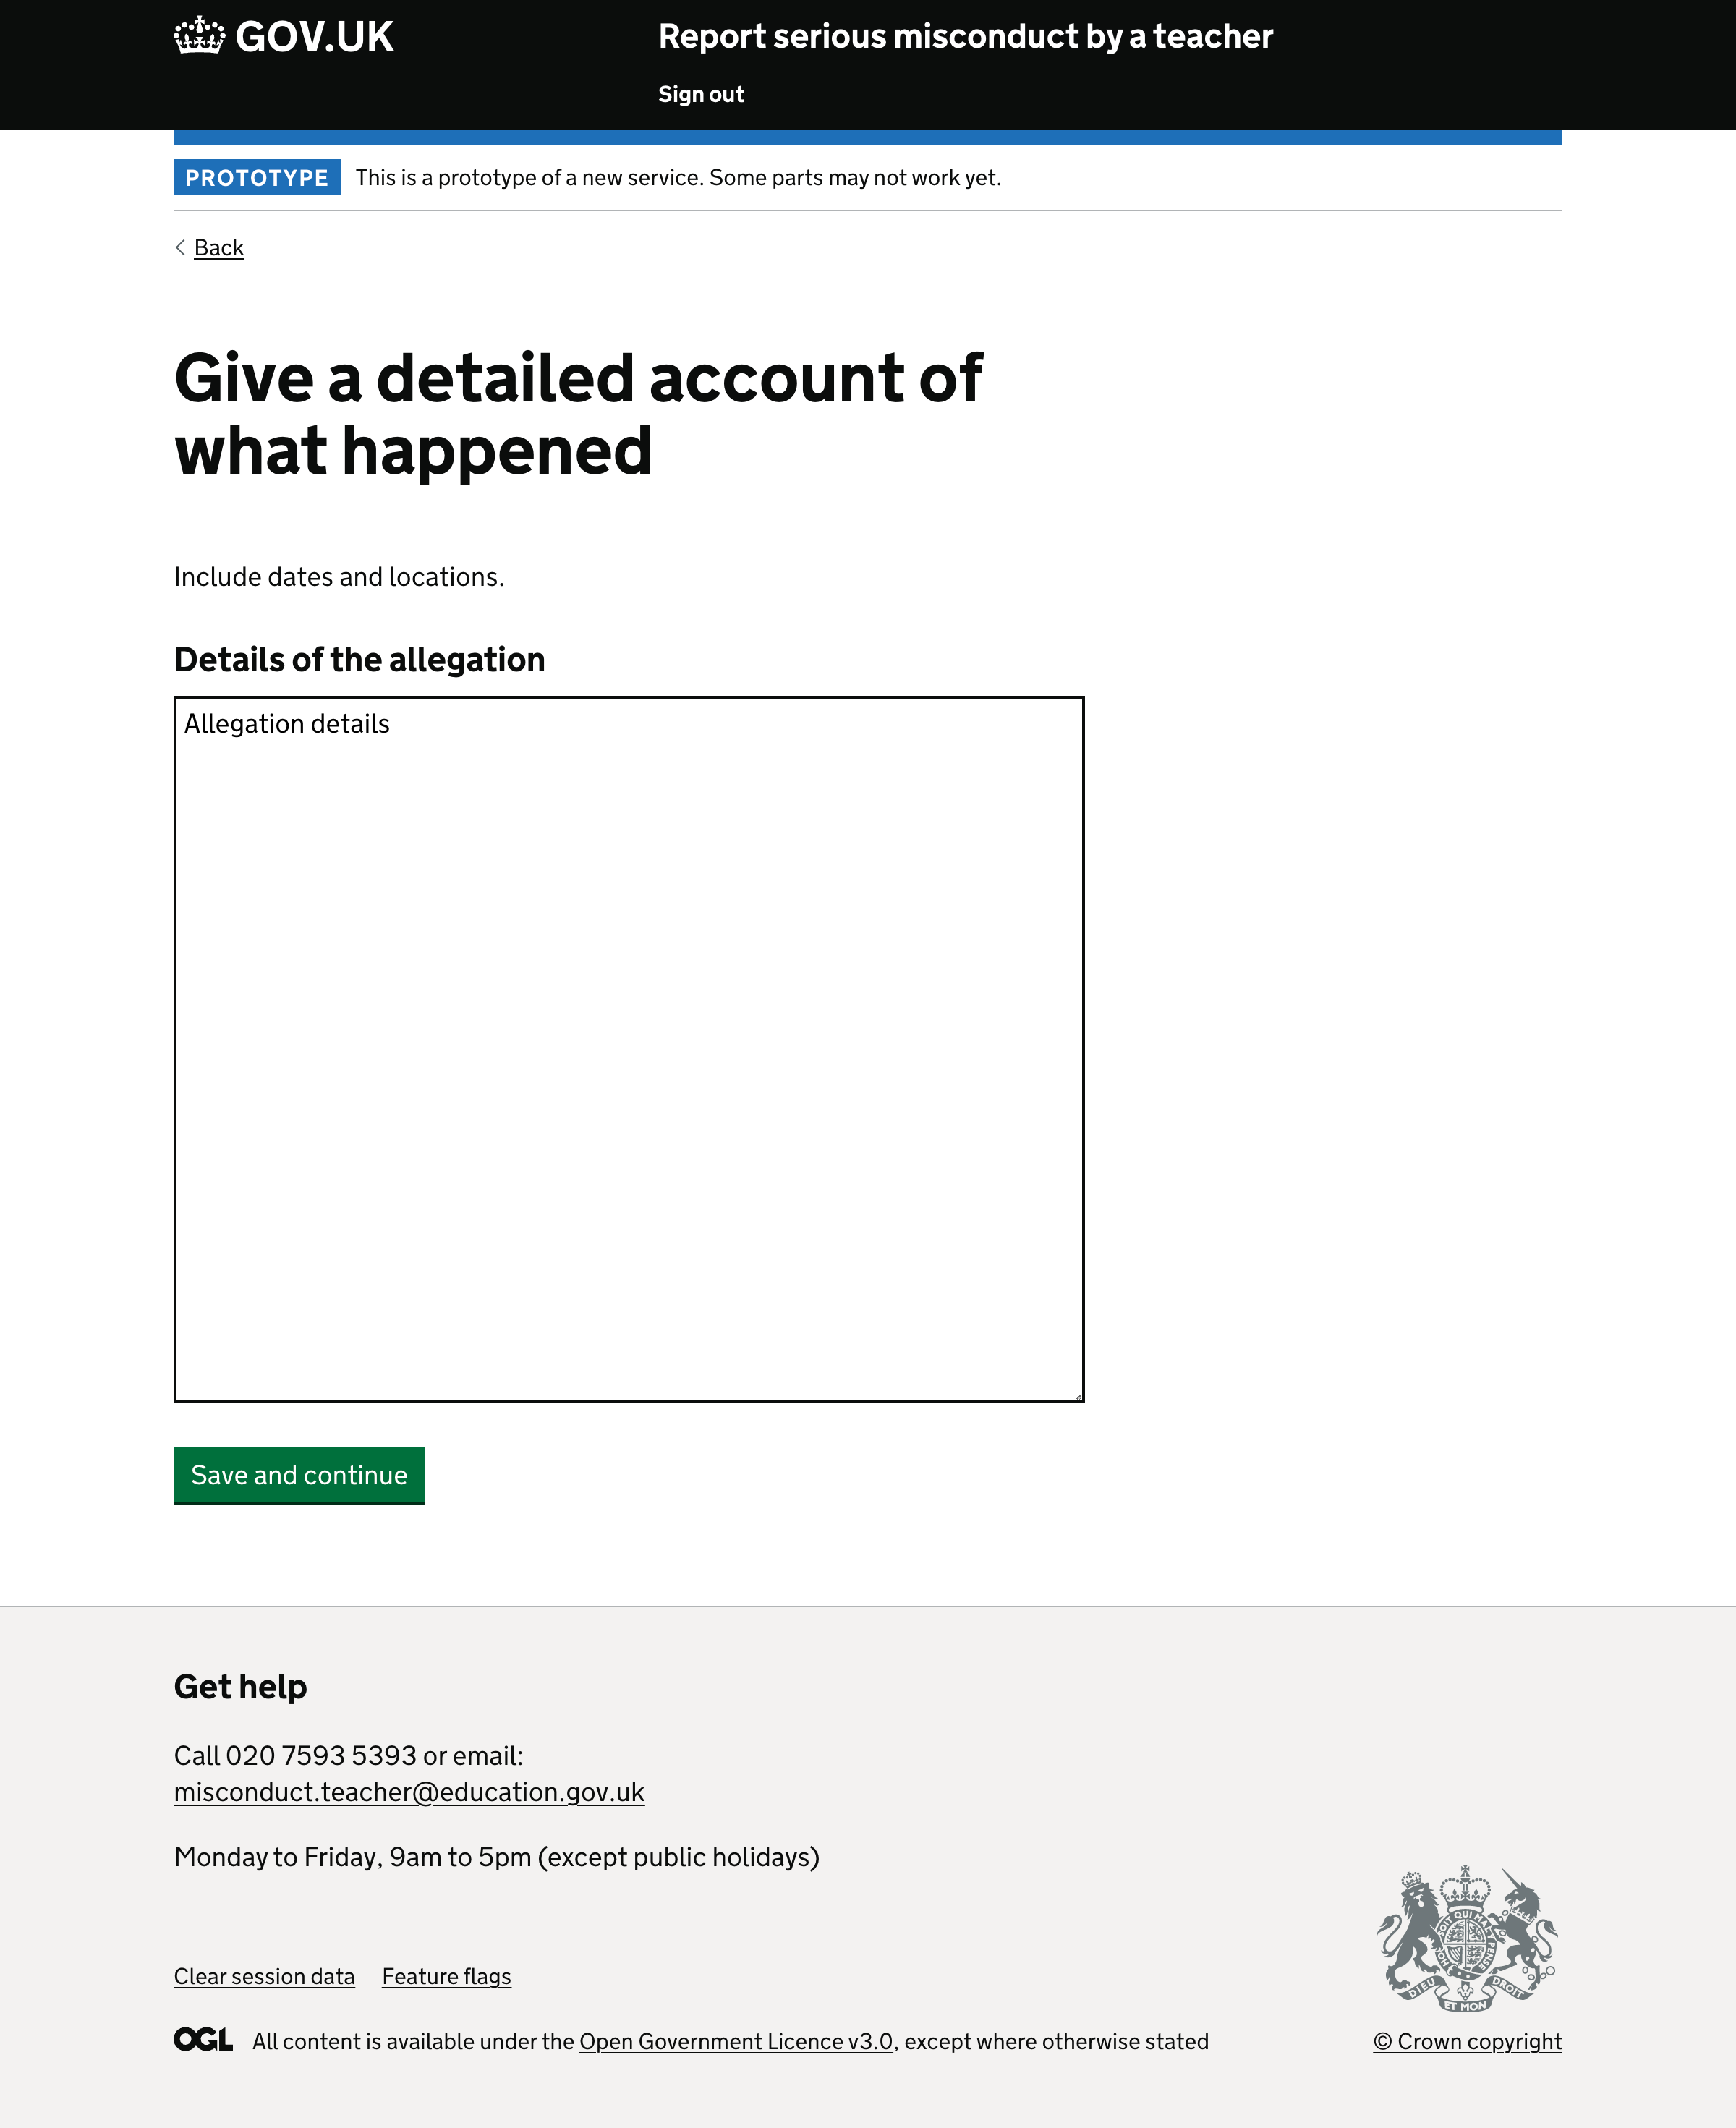 GOV.UK
Report serious misconduct by a teacher
Sign out
PROTOTYPE This is a prototype of a new service. Some parts may not work yet.
Back
Give a detailed account of
what happened
Include dates and locations.
Details of the allegation
Allegation details
Save and continue
Get help
Call 020 7593 5393 or email:
misconduct.teacher@education.gov.uk
Monday to Friday, 9am to 5pm (except public holidays)
Clear session data Feature flags
DIEU ET MON DROIT
OGL All content is available under the Open Government Licence v3.0, except where otherwise stated
© Crown copyright